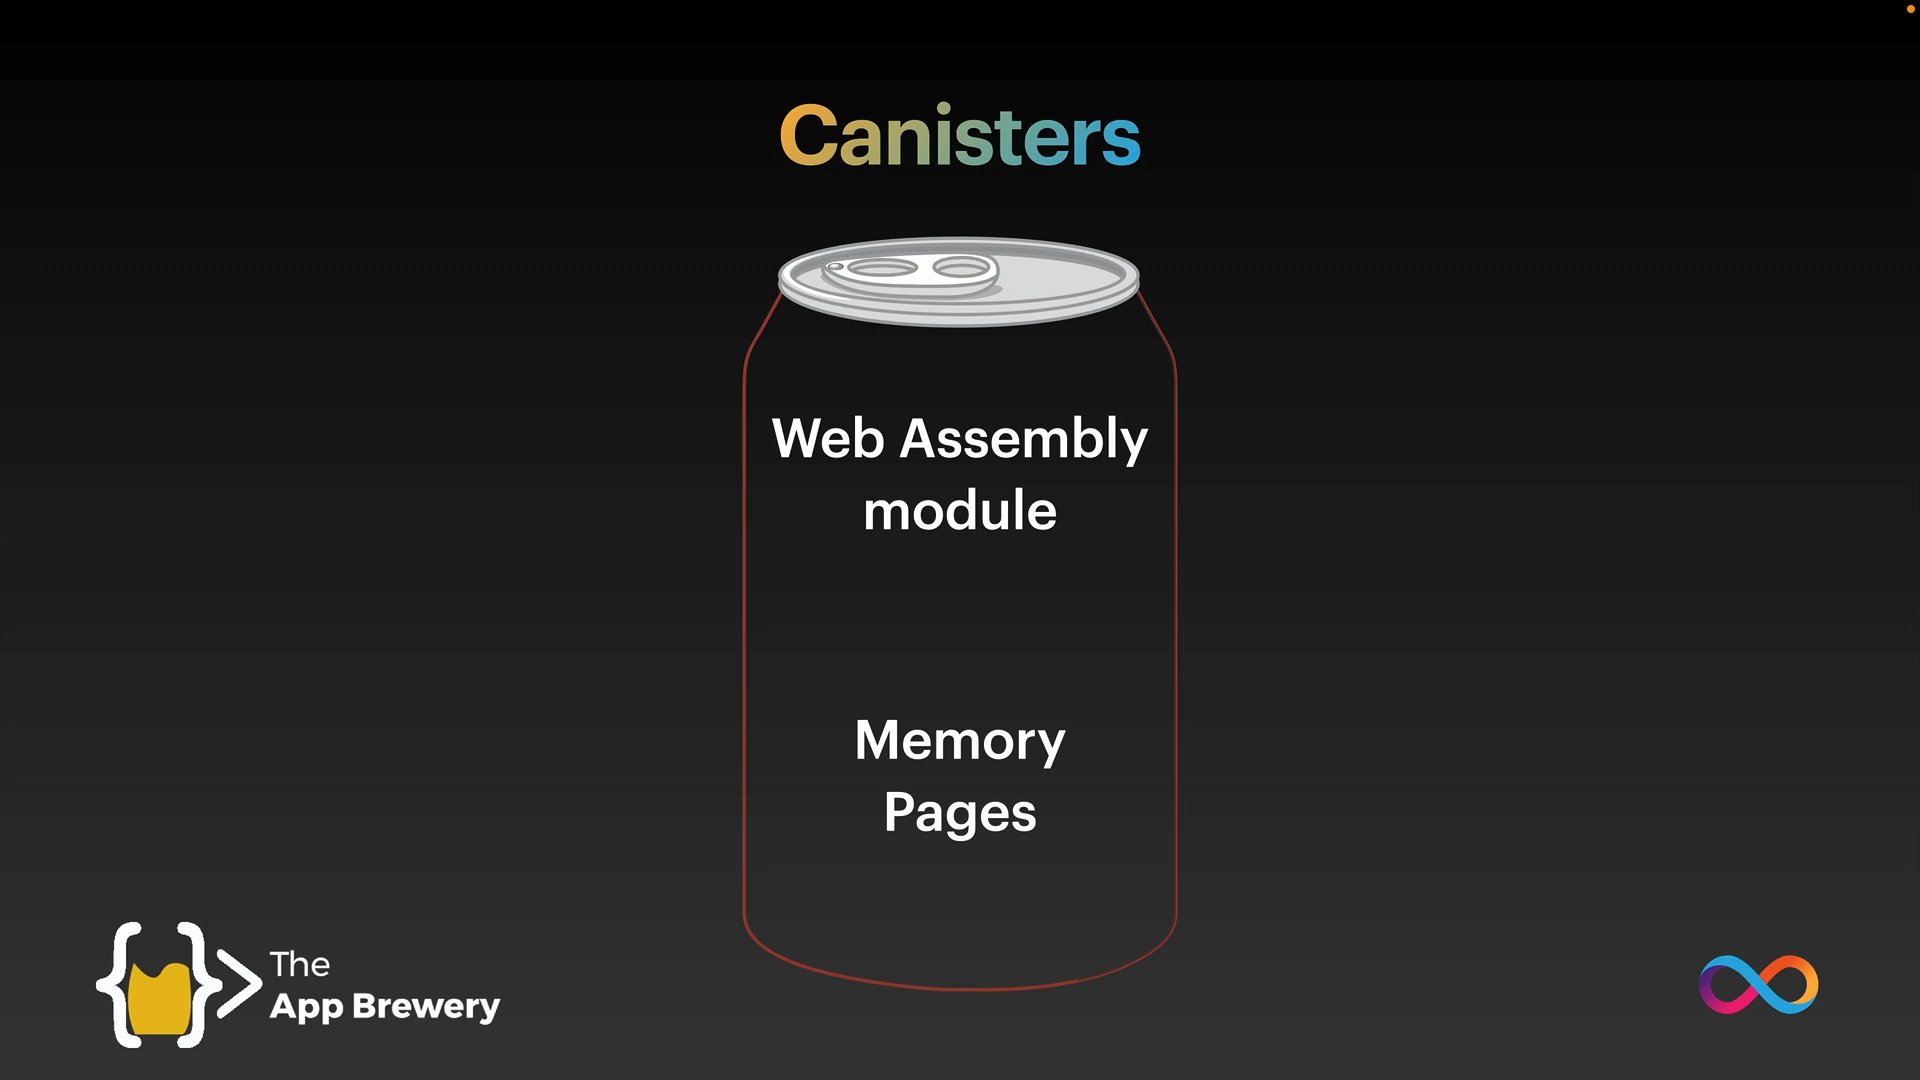 Canisters
Web Assembly
module
Memory
Pages
The
App Brewery